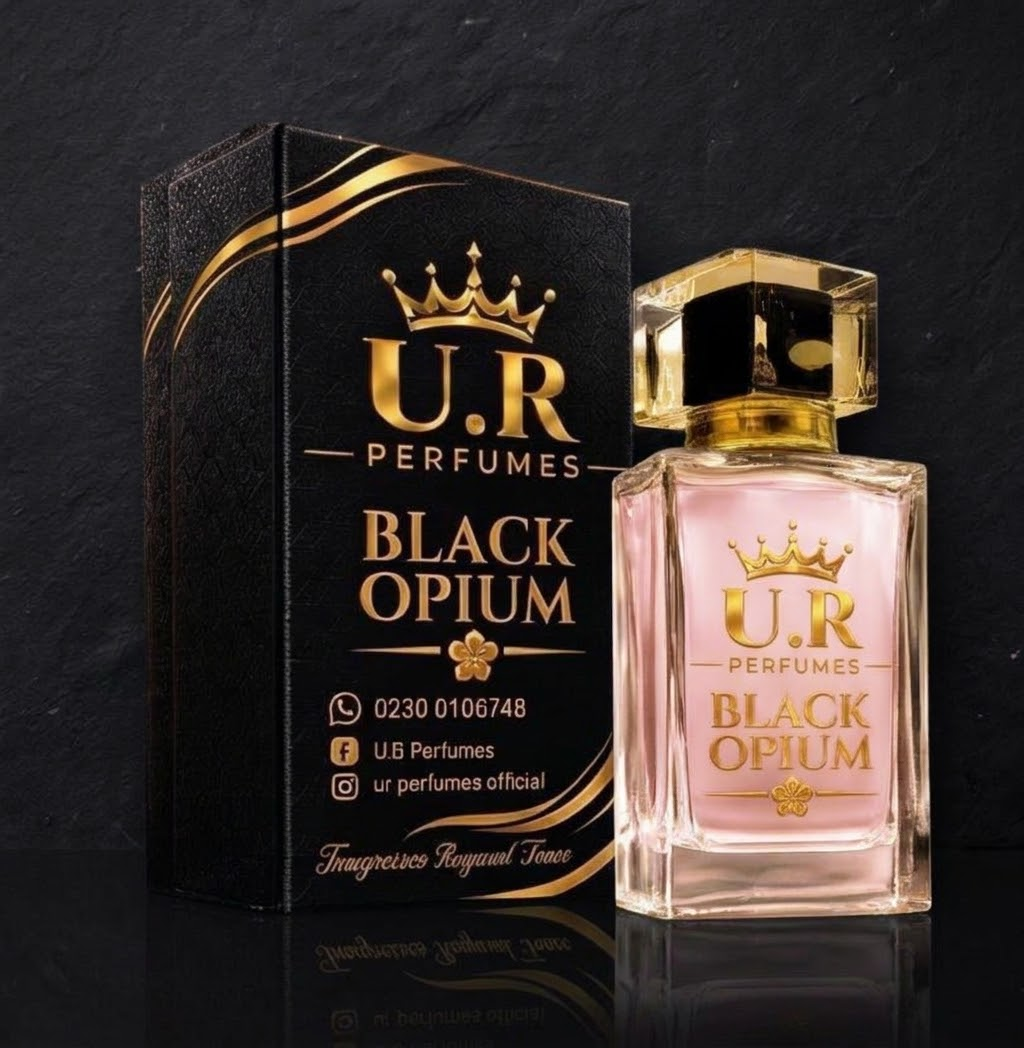 U.R
PERFUMES
BLACK
OPIUM
0230 0106748
U.B Perfumes
ur perfumes official
U.R
PERFUMES
BLACK
OPIUM